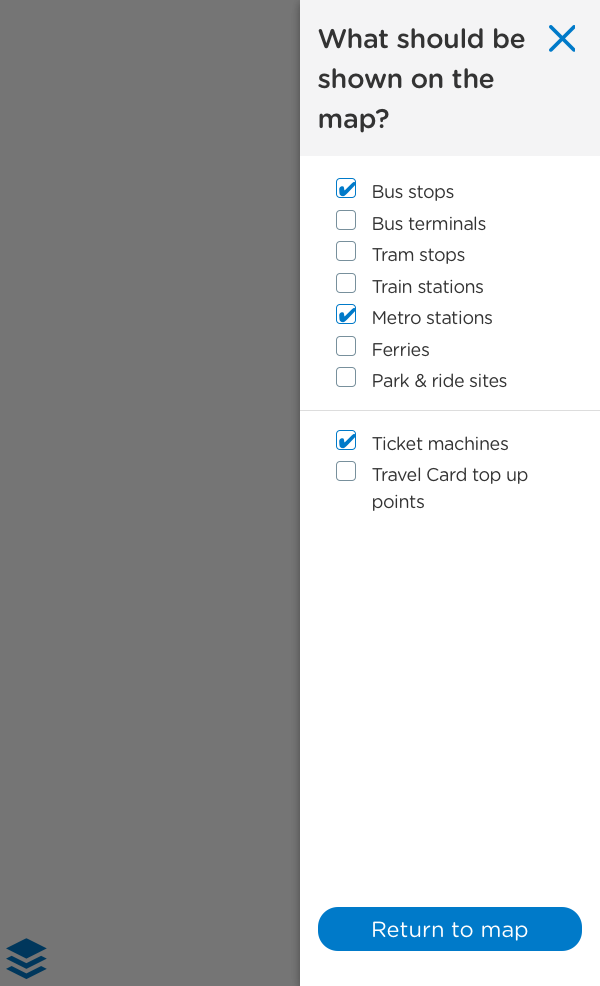 What should be
shown on the
map?
Bus stops
Bus terminals
Tram stops
Train stations
Metro stations
Ferries
Park & ride sites
Ticket machines
Travel Card top up
points
Return to map